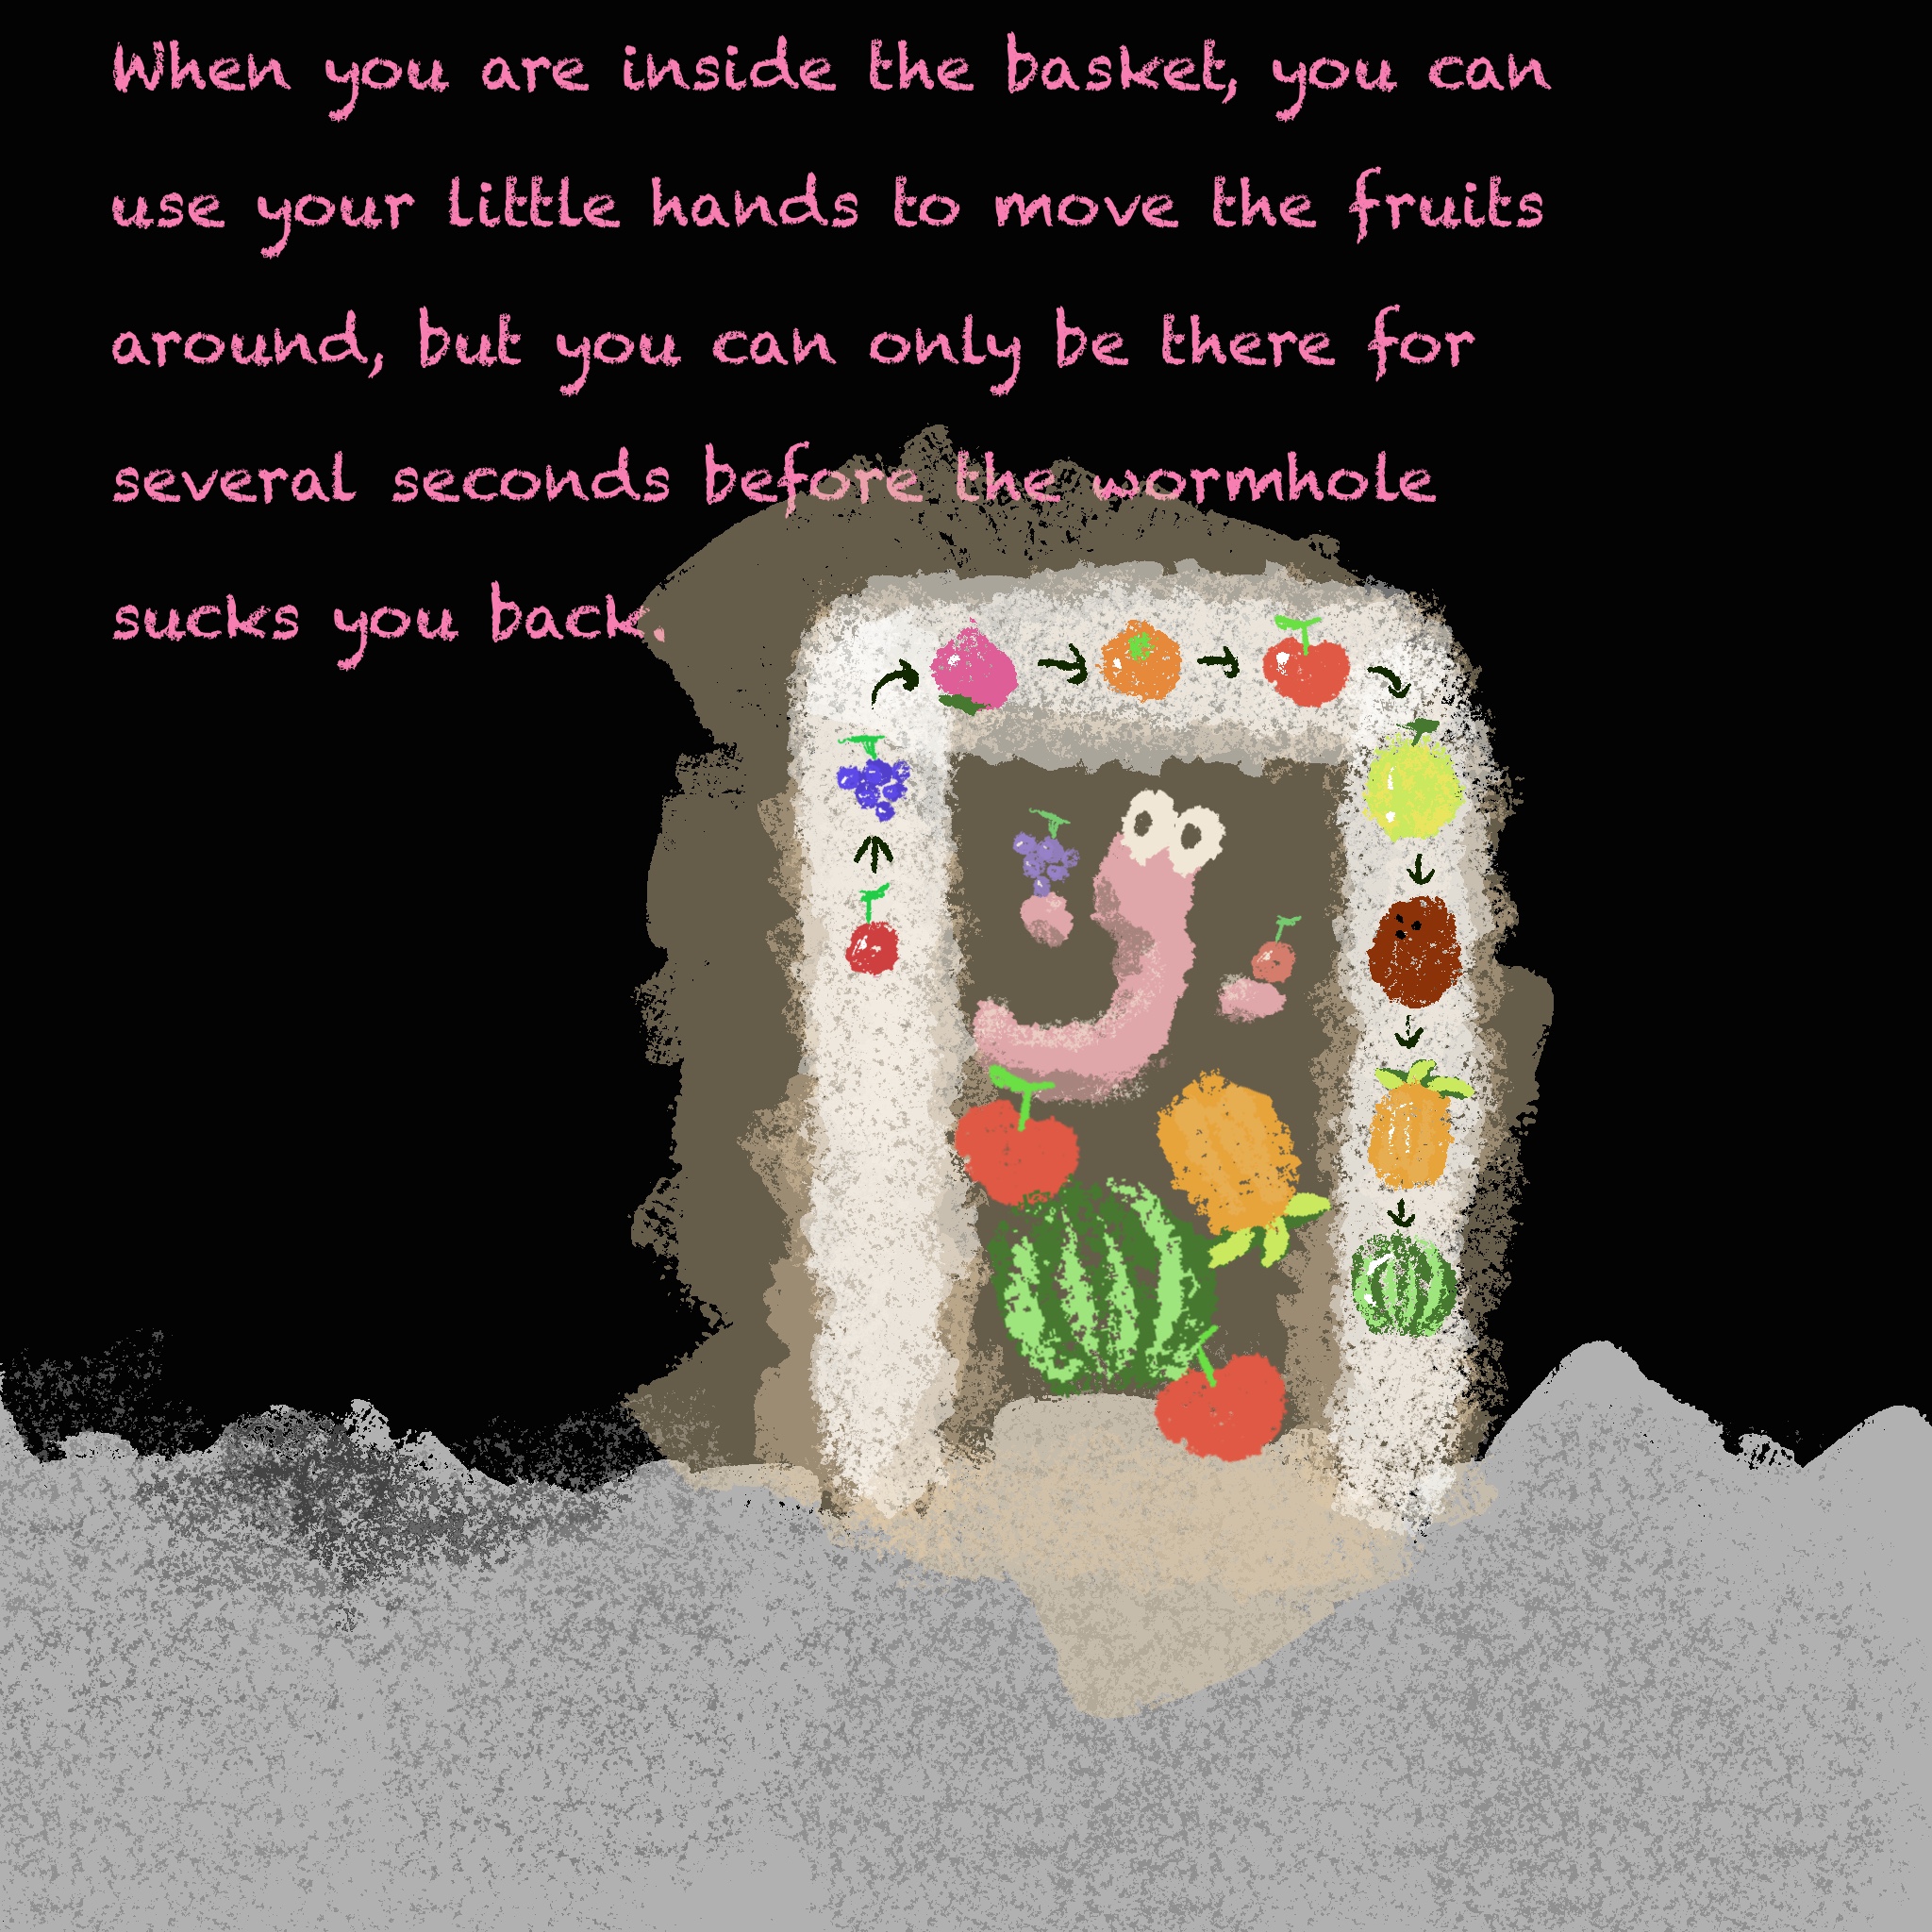 When you are inside the basket, you can
use your little hands to move the fruits
around, but you can only be there for
several seconds before the wormhole
sucks you back.